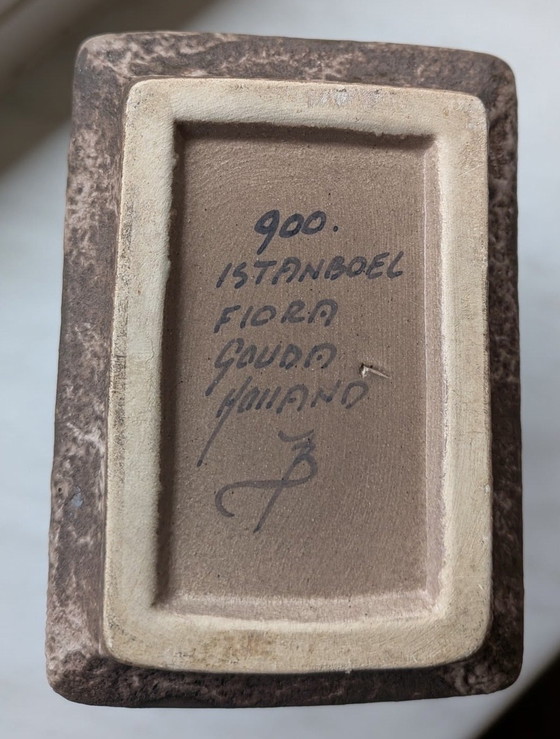 900.
ISTANBOEL
FIORA
GOUDA
HOLLAND